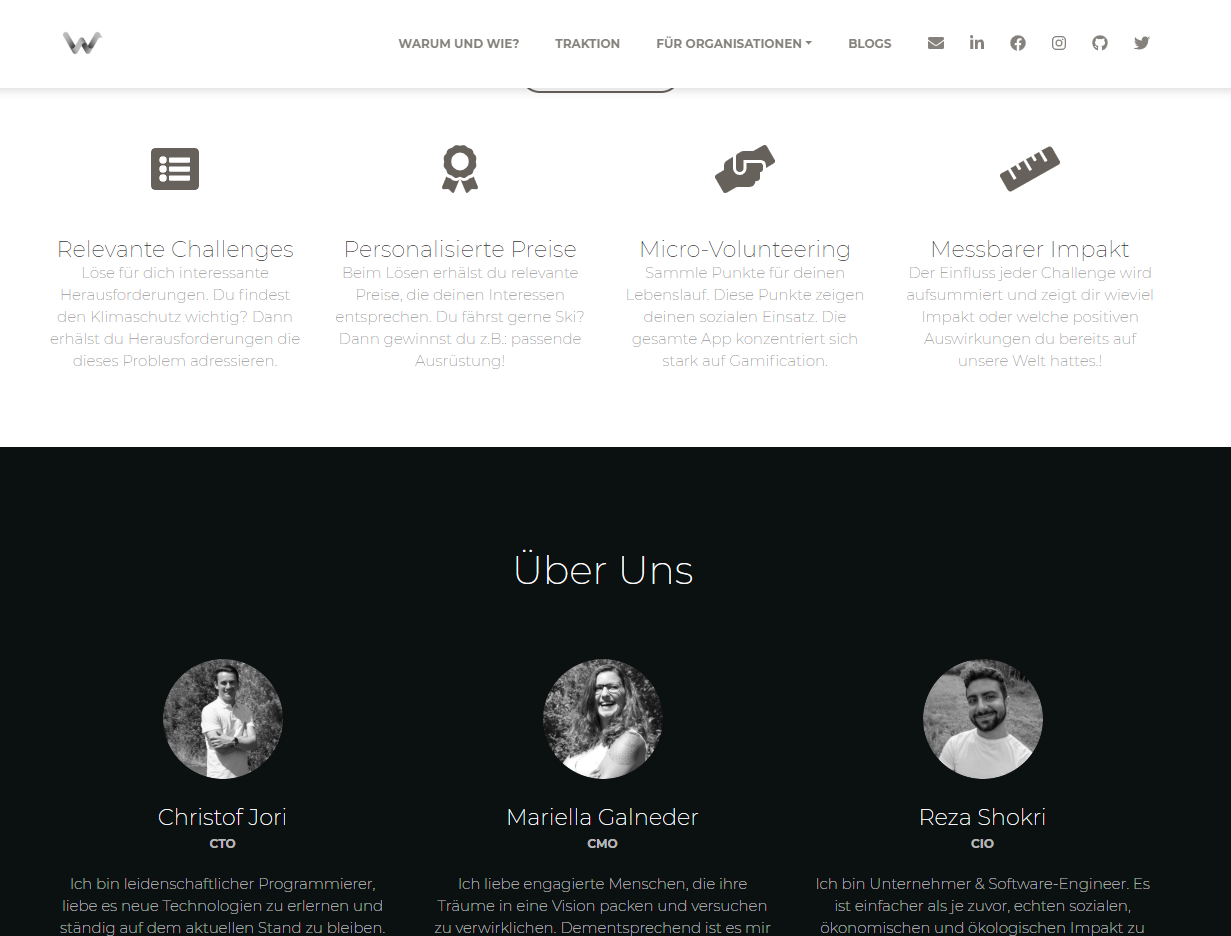 WARUM UND WIE? TRAKTION FÜR ORGANISATIONEN BLOGS
Relevante Challenges
Löse für dich interessante
Herausforderungen. Du findest
den Klimaschutz wichtig? Dann
erhälst du Herausforderungen die
dieses Problem adressieren.
Personalisierte Preise
Beim Lösen erhälst du relevante
Preise, die deinen Interessen
entsprechen. Du fährst gerne Ski?
Dann gewinnst du z.B.: passende
Ausrüstung!
Micro-Volunteering
Sammle Punkte für deinen
Lebenslauf. Diese Punkte zeigen
deinen sozialen Einsatz. Die
gesamte App konzentriert sich
stark auf Gamification.
Messbarer Impakt
Der Einfluss jeder Challenge wird
aufsummiert und zeigt dir wieviel
Impakt oder welche positiven
Auswirkungen du bereits auf
unsere Welt hattes.!
Über Uns
Christof Jori
CTO
Ich bin leidenschaftlicher Programmierer,
liebe es neue Technologien zu erlernen und
ständig auf dem aktuellen Stand zu bleiben.
Mariella Galneder
CMO
Ich liebe engagierte Menschen, die ihre
Träume in eine Vision packen und versuchen
zu verwirklichen. Dementsprechend ist es mir
Reza Shokri
CIO
Ich bin Unternehmer & Software-Engineer. Es
ist einfacher als je zuvor, echten sozialen,
ökonomischen und ökologischen Impakt zu